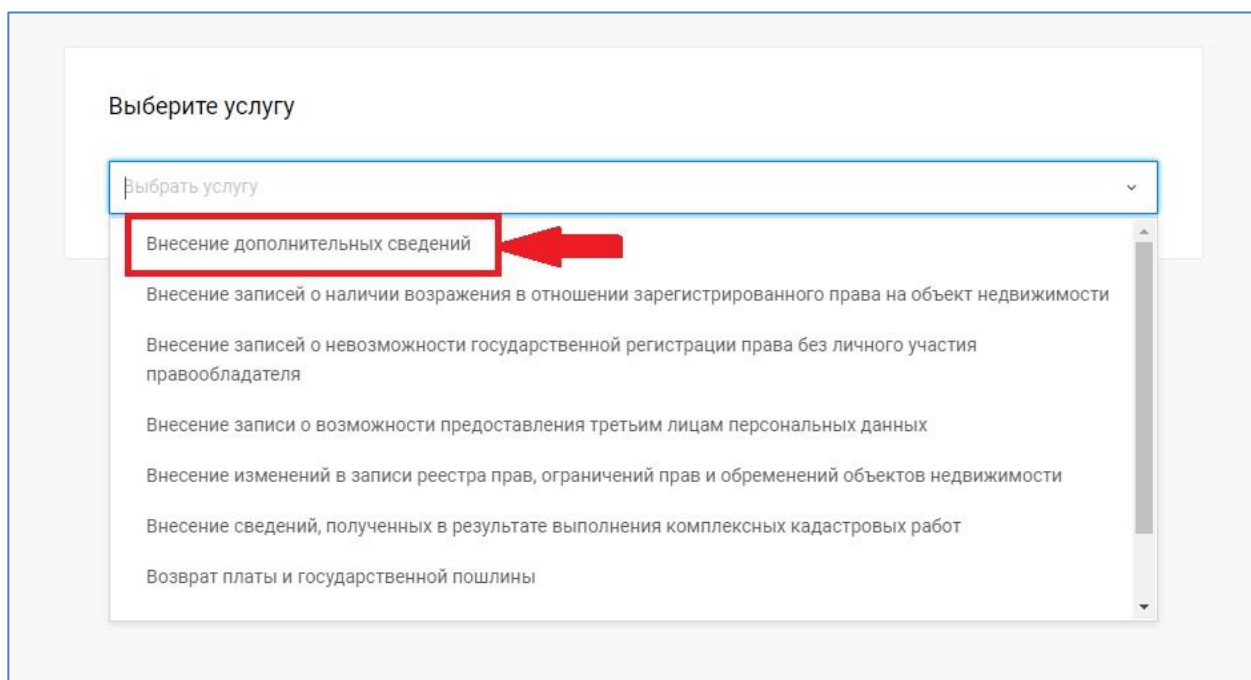 Выберите услугу
Выбрать услугу
Внесение дополнительных сведений
Внесение записей о наличии возражения в отношении зарегистрированного права на объект недвижимости
Внесение записей о невозможности государственной регистрации права без личного участия
правообладателя
Внесение записи о возможности предоставления третьим лицам персональных данных
Внесение изменений в записи реестра прав, ограничений прав и обременений объектов недвижимости
Внесение сведений, полученных в результате выполнения комплексных кадастровых работ
Возврат платы и государственной пошлины